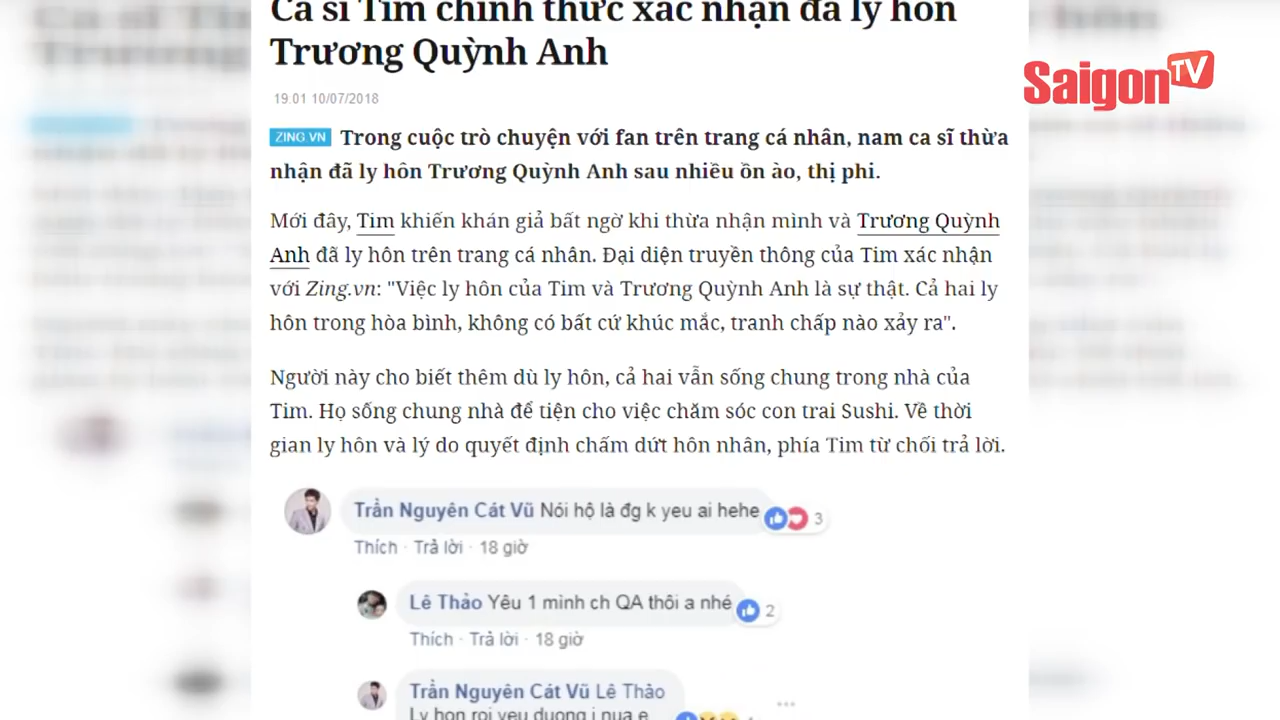 Ca sĩ Tim chính thức xác nhận đã ly hôn
Trương Quỳnh Anh
19:01 10/07/2018
Saigon TV
ZING.VN Trong cuộc trò chuyện với fan trên trang cá nhân, nam ca sĩ thừa
nhận đã ly hôn Trương Quỳnh Anh sau nhiều ồn ào, thị phi.
Mới đây, Tim khiến khán giả bất ngờ khi thừa nhận mình và Trương Quỳnh
Anh đã ly hôn trên trang cá nhân. Đại diện truyền thông của Tim xác nhận
với Zing.vn: "Việc ly hôn của Tim và Trương Quỳnh Anh là sự thật. Cả hai ly
hôn trong hòa bình, không có bất cứ khúc mắc, tranh chấp nào xảy ra".
Người này cho biết thêm dù ly hôn, cả hai vẫn sống chung trong nhà của
Tim. Họ sống chung nhà để tiện cho việc chăm sóc con trai Sushi. Về thời
gian ly hôn và lý do quyết định chấm dứt hôn nhân, phía Tim từ chối trả lời.
Trần Nguyên Cát Vũ Nói hộ là đg k yeu ai hehe 3
Thích · Trả lời · 18 giờ
Lê Thảo Yêu 1 mình ch QA thôi a nhé 2
Thích · Trả lời · 18 giờ
Trần Nguyên Cát Vũ Lê Thảo
Ly hon roi yeu duong j nua e